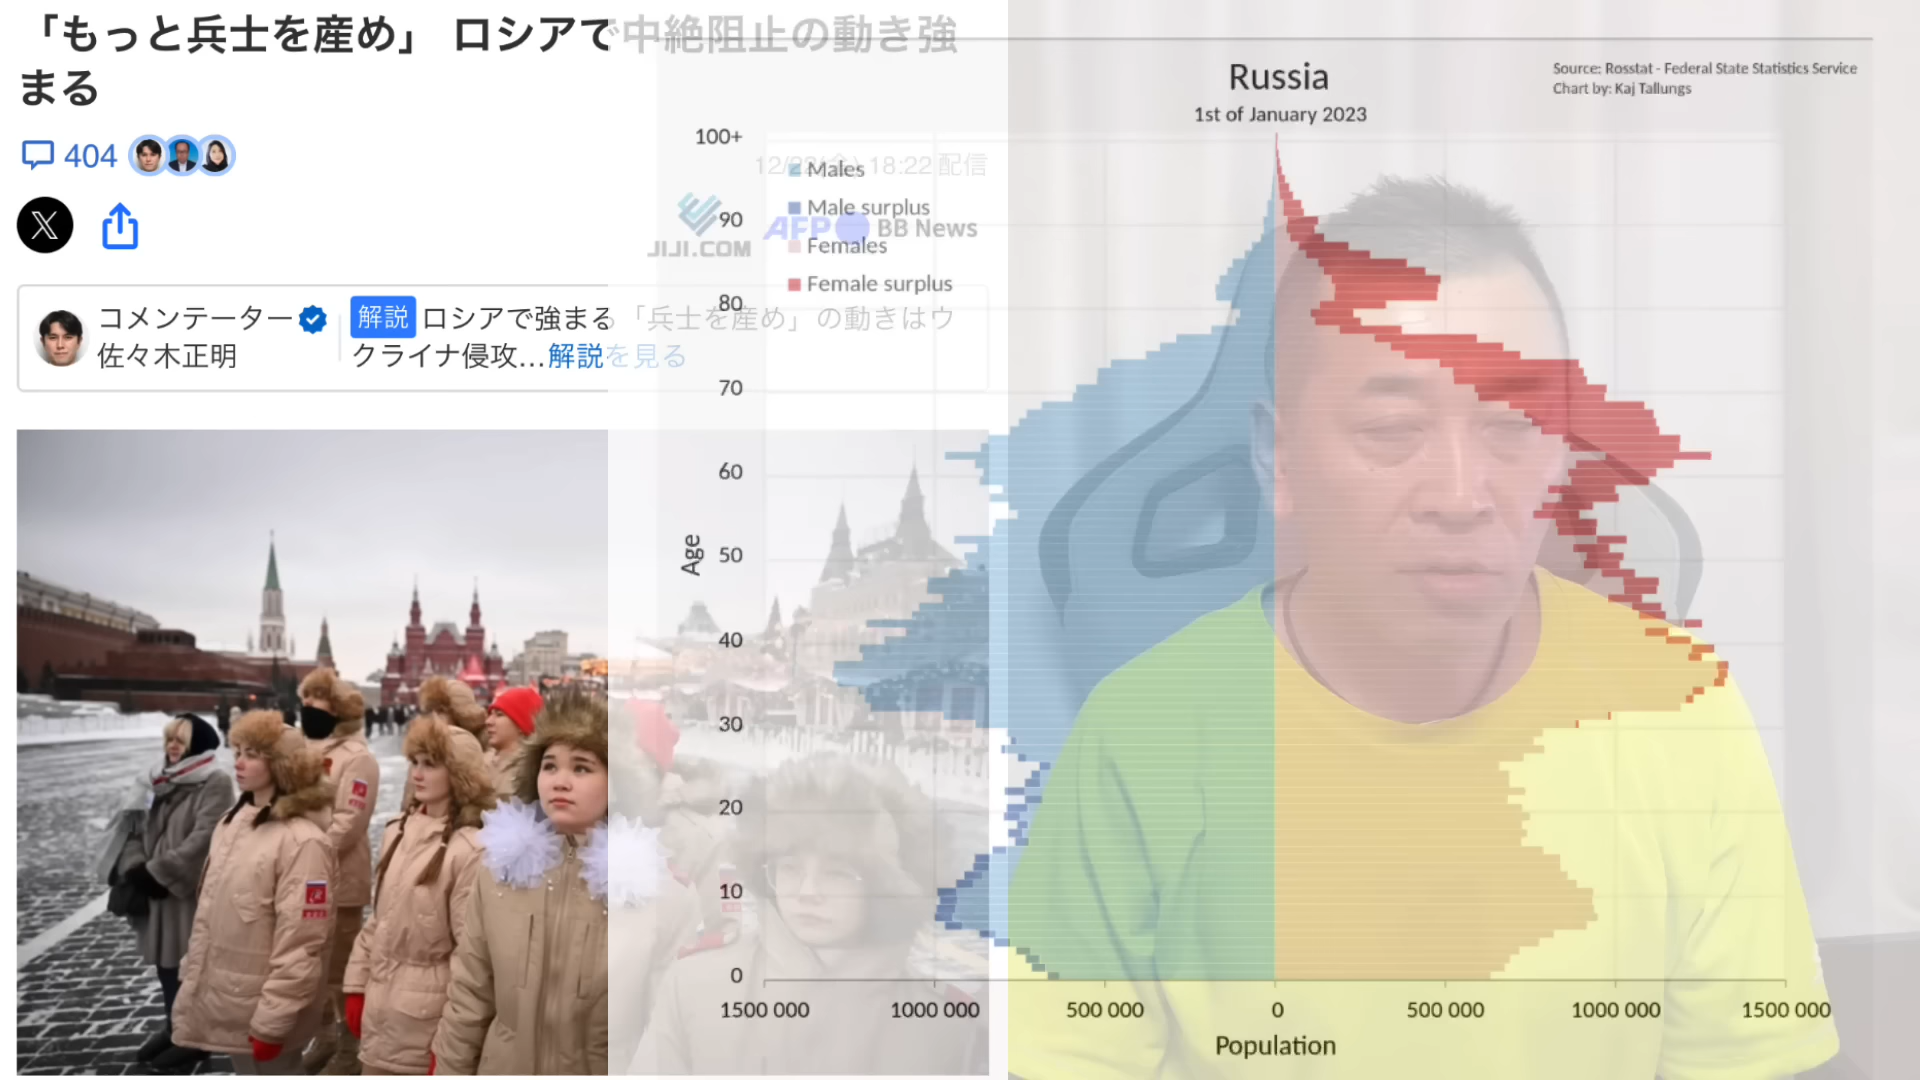 「もっと兵士を産め」 ロシアで中絶阻止の動き強
まる
404
12/22(金) 18:22 配信
JIJI.COM
AFP BB News
コメンテーター
佐々木正明
解説 ロシアで強まる「兵士を産め」の動きはウ
クライナ侵攻…解説を見る
Russia
1st of January 2023
Source: Rosstat - Federal State Statistics Service
Chart by: Kaj Tallungs
Males
Male surplus
Females
Female surplus
100+
90
80
70
60
50
40
30
20
10
0
Age
1500 000
1000 000
500 000
0
500 000
1000 000
1500 000
Population